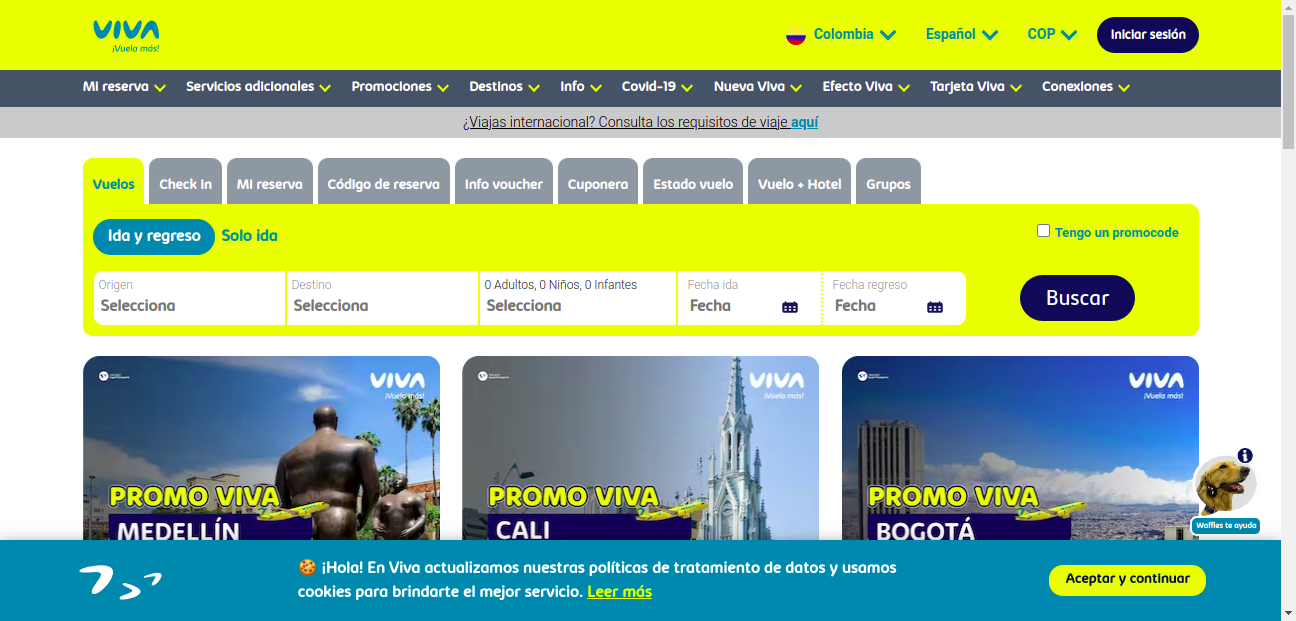 VIVA
¡Vuela más!
Colombia
Español
COP
Iniciar sesión
Mi reserva
Servicios adicionales
Promociones
Destinos
Info
Covid-19
Nueva Viva
Efecto Viva
Tarjeta Viva
Conexiones
¿Viajas internacional? Consulta los requisitos de viaje aquí
Vuelos
Check In
Mi reserva
Código de reserva
Info voucher
Cuponera
Estado vuelo
Vuelo + Hotel
Grupos
Ida y regreso
Solo ida
Tengo un promocode
Origen
Selecciona
Destino
Selecciona
0 Adultos, 0 Niños, 0 Infantes
Selecciona
Fecha ida
Fecha
Fecha regreso
Fecha
Buscar
VIVA
¡Vuela más!
PROMO VIVA
MEDELLÍN
VIVA
¡Vuela más!
PROMO VIVA
CALI
VIVA
¡Vuela más!
PROMO VIVA
BOGOTÁ
i
Waffles te ayuda
¡Hola! En Viva actualizamos nuestras políticas de tratamiento de datos y usamos
cookies para brindarte el mejor servicio. Leer más
Aceptar y continuar